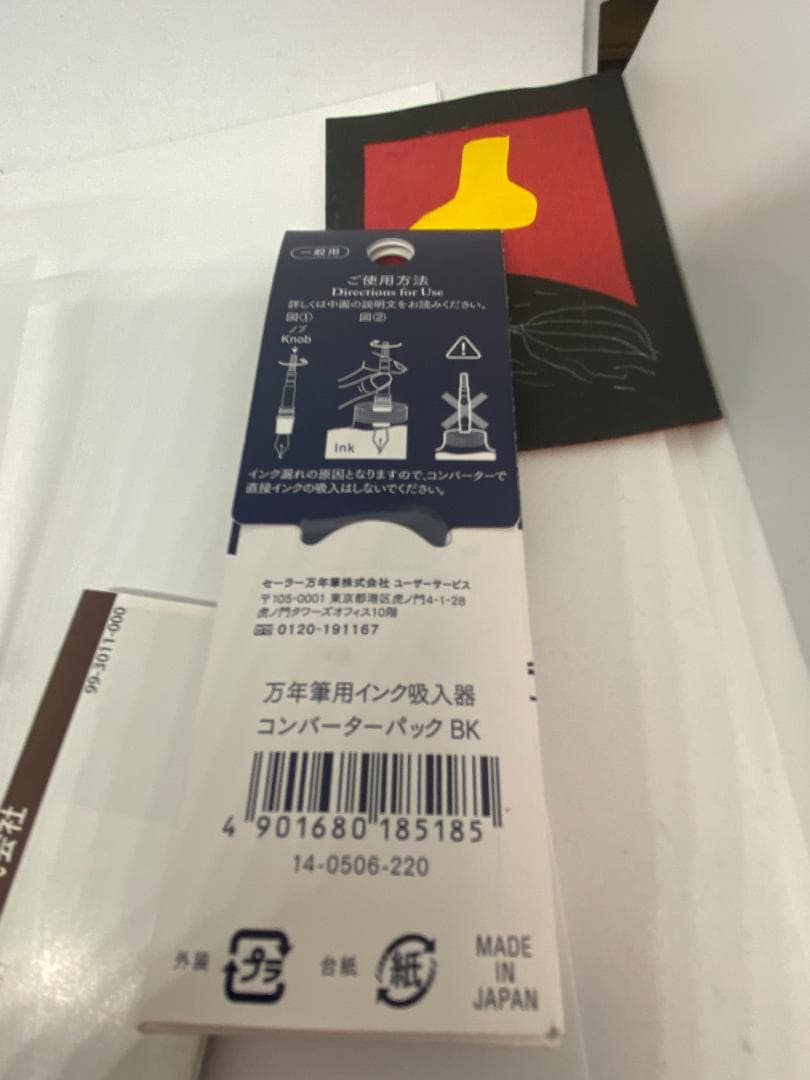 一般用
ご使用方法
Directions for Use
詳しくは中面の説明文をお読みください。
図① 図②
Knob
Ink
インク漏れの原因となりますので、コンバーターで
直接インクの吸入はしないでください。
セーラー万年筆株式会社 ユーザーサービス
〒105-0001 東京都港区虎ノ門4-1-28
虎ノ門タワーズオフィス10階
0120-191167
万年筆用インク吸入器
コンバーターパック BK
4 901680 185185
14-0506-220
外装 プラ 台紙 紙
MADE
IN
JAPAN
99-3011-000
会社